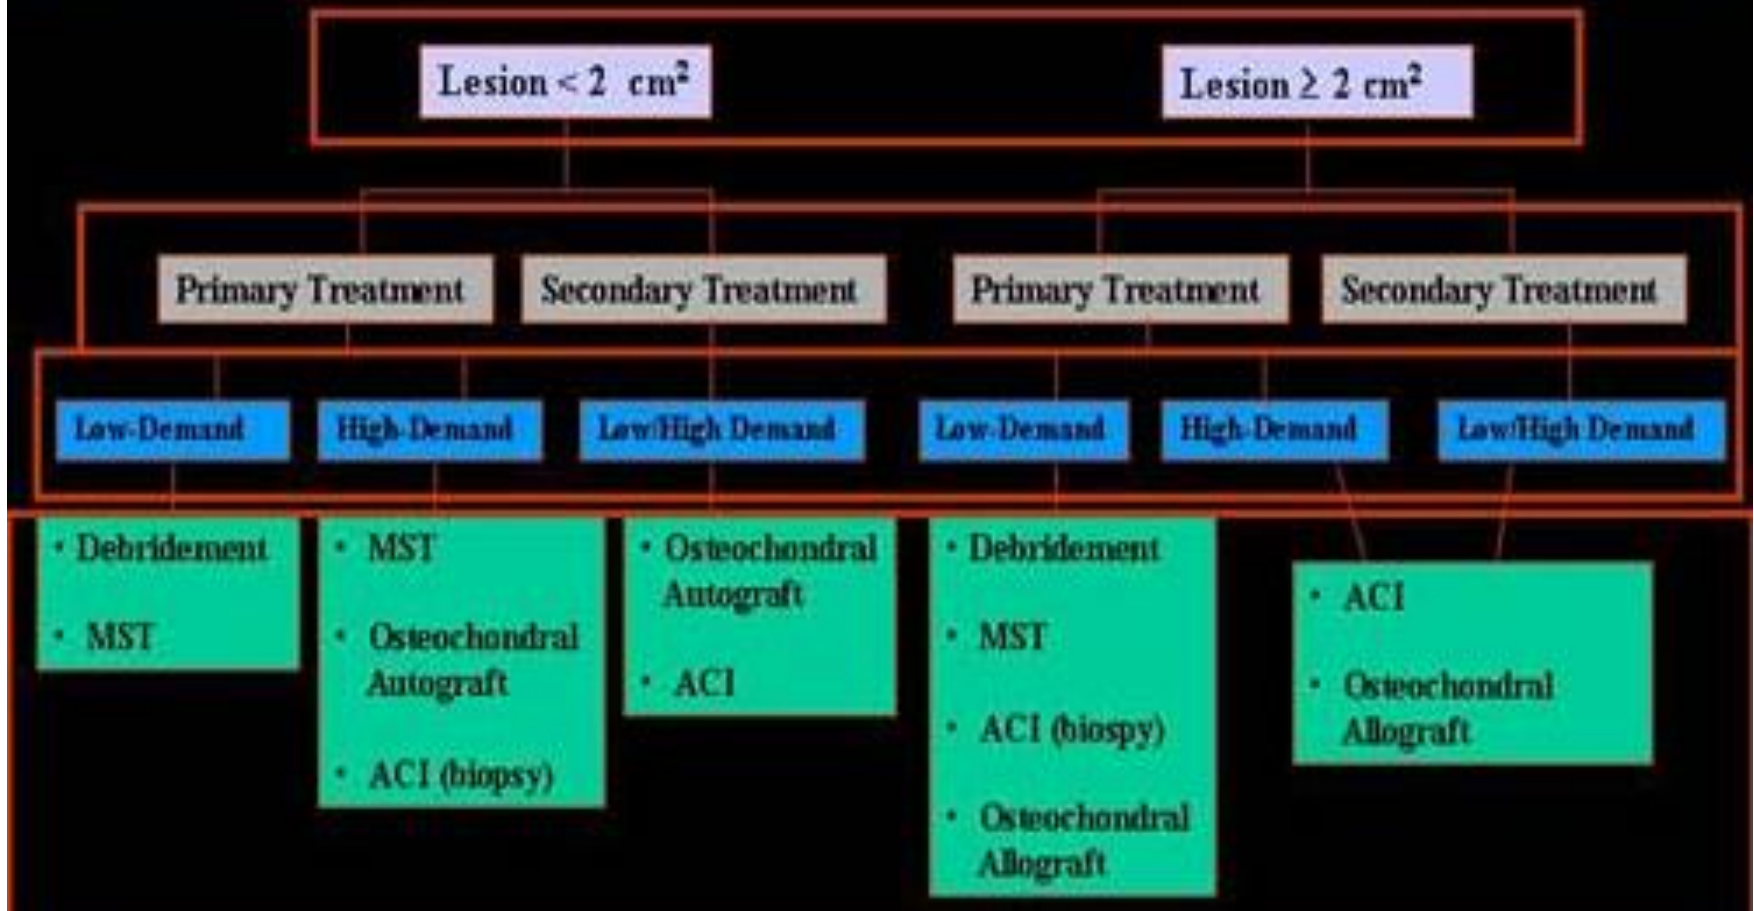 Lesion < 2 cm²
Lesion ≥ 2 cm²
Primary Treatment
Secondary Treatment
Primary Treatment
Secondary Treatment
Low-Demand
High-Demand
Low/High Demand
Low-Demand
High-Demand
Low/High Demand
• Debridement
• MST
• MST
• Osteochondral
Autograft
• ACI (biopsy)
• Osteochondral
Autograft
• ACI
• Debridement
• MST
• ACI (biospy)
• Osteochondral
Allograft
• ACI
• Osteochondral
Allograft